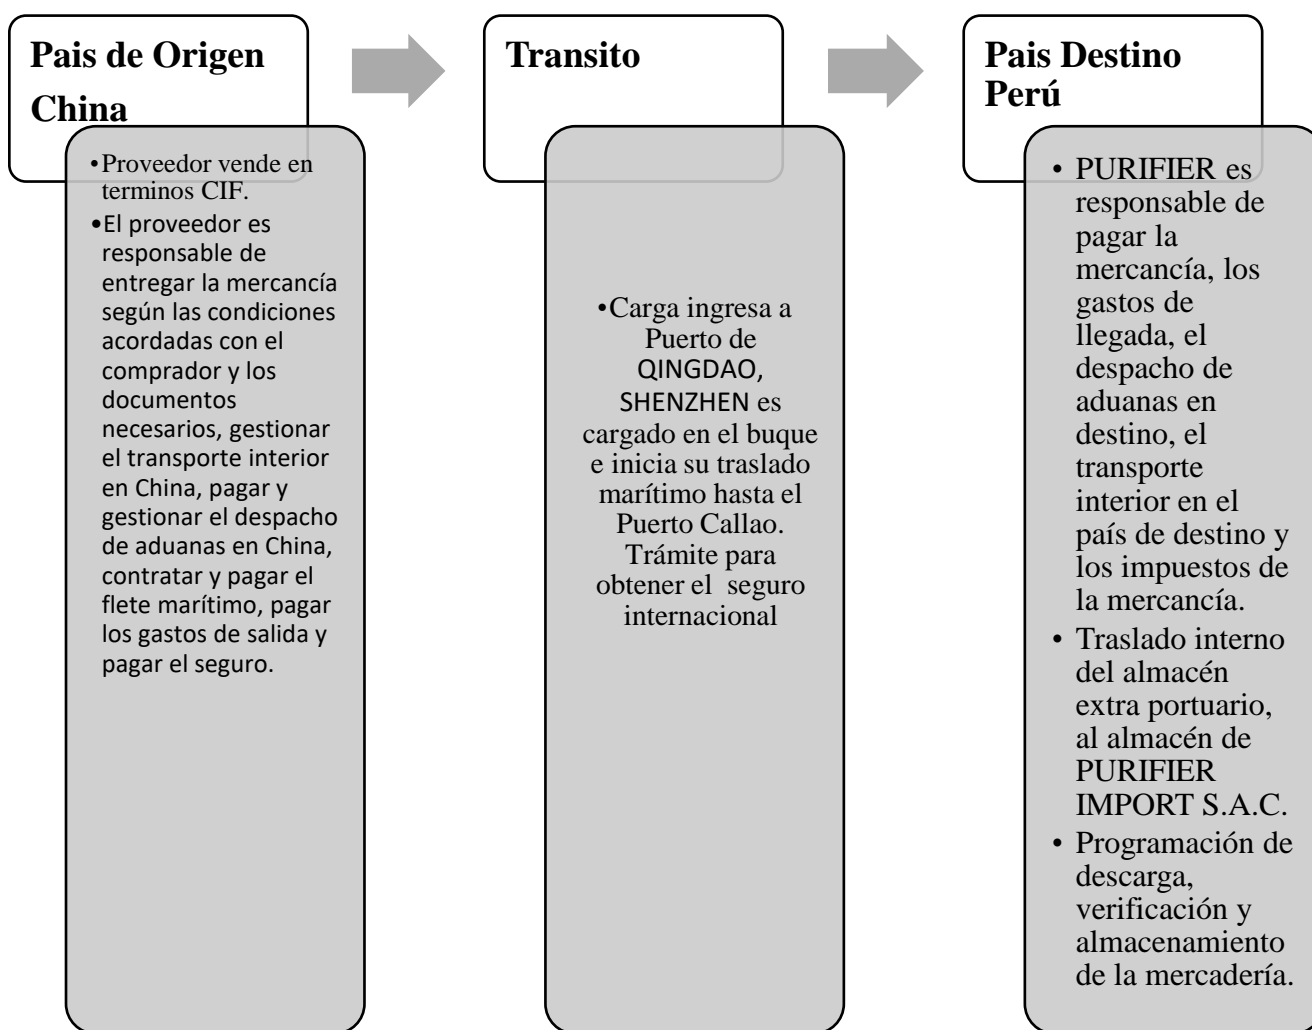 Pais de Origen
China
•Proveedor vende en
terminos CIF.
•El proveedor es
responsable de
entregar la mercancía
según las condiciones
acordadas con el
comprador y los
documentos
necesarios, gestionar
el transporte interior
en China, pagar y
gestionar el despacho
de aduanas en China,
contratar y pagar el
flete marítimo, pagar
los gastos de salida y
pagar el seguro.
Transito
•Carga ingresa a
Puerto de
QINGDAO,
SHENZHEN es
cargado en el buque
e inicia su traslado
marítimo hasta el
Puerto Callao.
Trámite para
obtener el seguro
internacional
Pais Destino
Perú
• PURIFIER es
responsable de
pagar la
mercancía, los
gastos de
llegada, el
despacho de
aduanas en
destino, el
transporte
interior en el
país de destino y
los impuestos de
la mercancía.
• Traslado interno
del almacén
extra portuario,
al almacén de
PURIFIER
IMPORT S.A.C.
• Programación de
descarga,
verificación y
almacenamiento
de la mercadería.